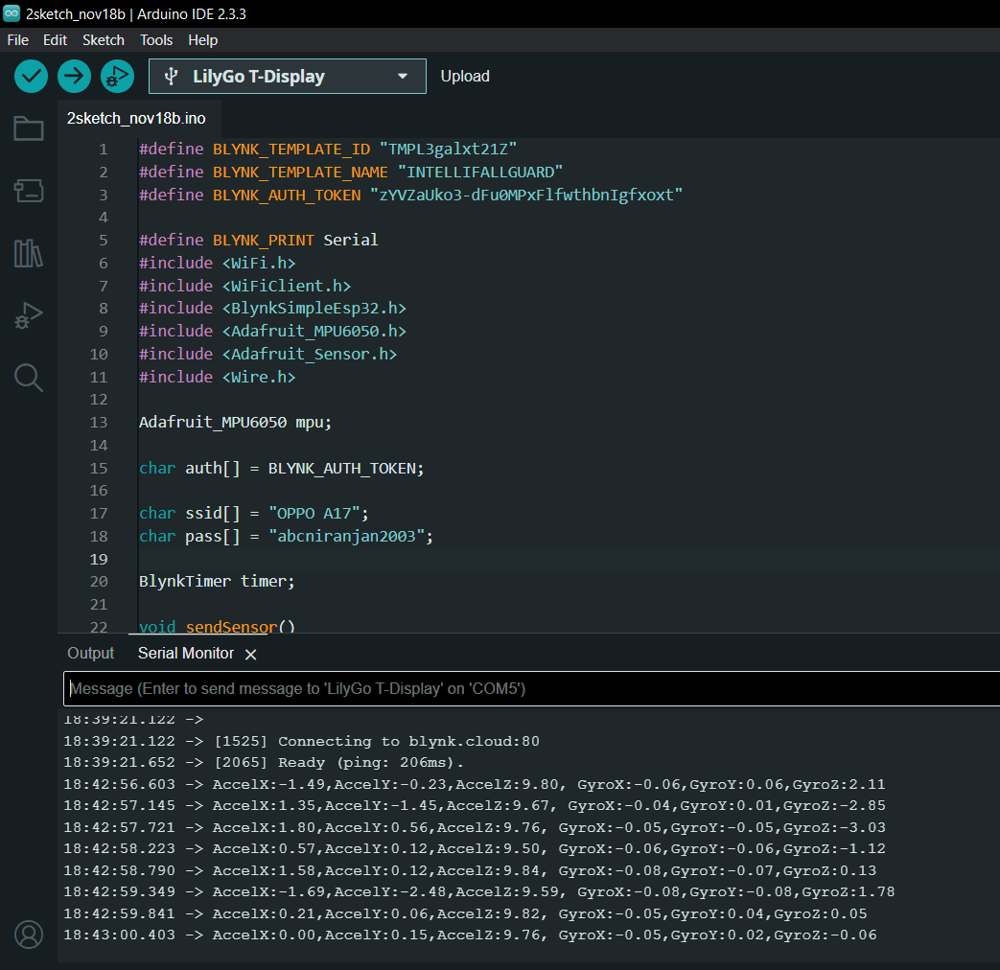 2sketch_nov18b | Arduino IDE 2.3.3
File Edit Sketch Tools Help
LilyGo T-Display Upload
2sketch_nov18b.ino
1 #define BLYNK_TEMPLATE_ID "TMPL3galxt21Z"
2 #define BLYNK_TEMPLATE_NAME "INTELLIFALLGUARD"
3 #define BLYNK_AUTH_TOKEN "zYVZaUko3-dFu0MPxFlfwthbnIgfxoxt"
4
5 #define BLYNK_PRINT Serial
6 #include <WiFi.h>
7 #include <WiFiClient.h>
8 #include <BlynkSimpleEsp32.h>
9 #include <Adafruit_MPU6050.h>
10 #include <Adafruit_Sensor.h>
11 #include <Wire.h>
12
13 Adafruit_MPU6050 mpu;
14
15 char auth[] = BLYNK_AUTH_TOKEN;
16
17 char ssid[] = "OPPO A17";
18 char pass[] = "abcniranjan2003";
19
20 BlynkTimer timer;
21
22 void sendSensor()
Output Serial Monitor
Message (Enter to send message to 'LilyGo T-Display' on 'COM5')
18:39:21.122 ->
18:39:21.122 -> [1525] Connecting to blynk.cloud:80
18:39:21.652 -> [2065] Ready (ping: 206ms).
18:42:56.603 -> AccelX:-1.49,AccelY:-0.23,AccelZ:9.80, GyroX:-0.06,GyroY:0.06,GyroZ:2.11
18:42:57.145 -> AccelX:1.35,AccelY:-1.45,AccelZ:9.67, GyroX:-0.04,GyroY:0.01,GyroZ:-2.85
18:42:57.721 -> AccelX:1.80,AccelY:0.56,AccelZ:9.76, GyroX:-0.05,GyroY:-0.05,GyroZ:-3.03
18:42:58.223 -> AccelX:0.57,AccelY:0.12,AccelZ:9.50, GyroX:-0.06,GyroY:-0.06,GyroZ:-1.12
18:42:58.790 -> AccelX:1.58,AccelY:0.12,AccelZ:9.84, GyroX:-0.08,GyroY:-0.07,GyroZ:0.13
18:42:59.349 -> AccelX:-1.69,AccelY:-2.48,AccelZ:9.59, GyroX:-0.08,GyroY:-0.08,GyroZ:1.78
18:42:59.841 -> AccelX:0.21,AccelY:0.06,AccelZ:9.82, GyroX:-0.05,GyroY:0.04,GyroZ:0.05
18:43:00.403 -> AccelX:0.00,AccelY:0.15,AccelZ:9.76, GyroX:-0.05,GyroY:0.02,GyroZ:-0.06